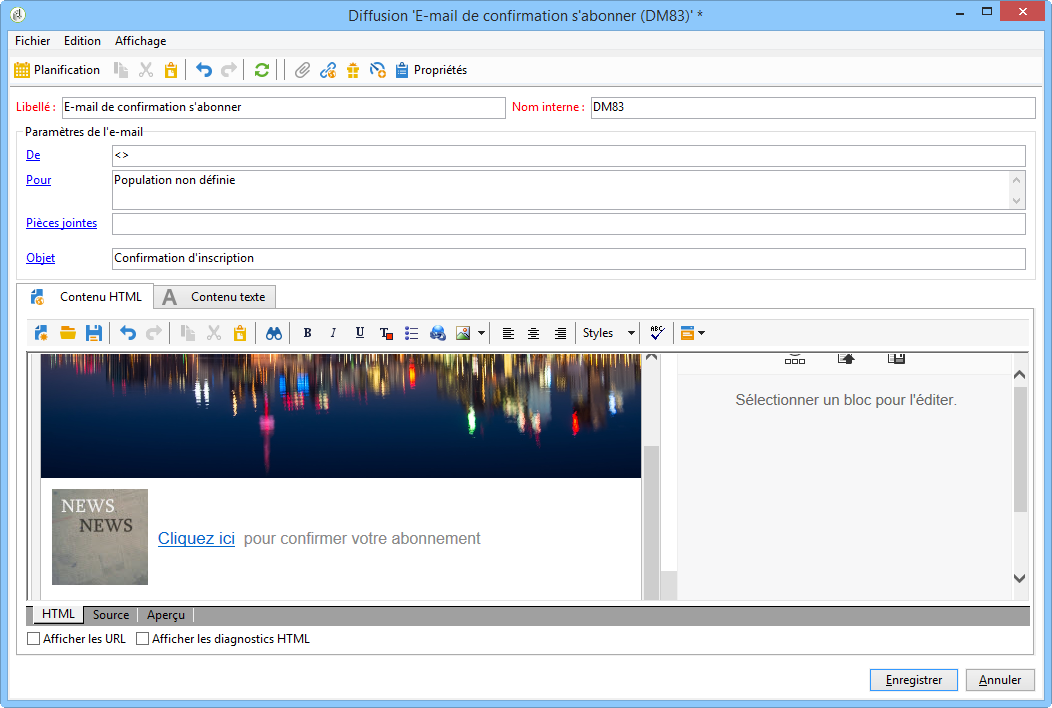 Diffusion 'E-mail de confirmation s'abonner (DM83)' *
Fichier Edition Affichage
Planification Propriétés
Libellé : E-mail de confirmation s'abonner Nom interne : DM83
Paramètres de l'e-mail
De <>
Pour Population non définie
Pièces jointes
Objet Confirmation d'inscription
Contenu HTML A Contenu texte
B I U T Styles ABC
Sélectionner un bloc pour l'éditer.
NEWS
NEWS
Cliquez ici pour confirmer votre abonnement
HTML Source Aperçu
Afficher les URL Afficher les diagnostics HTML
Enregistrer Annuler